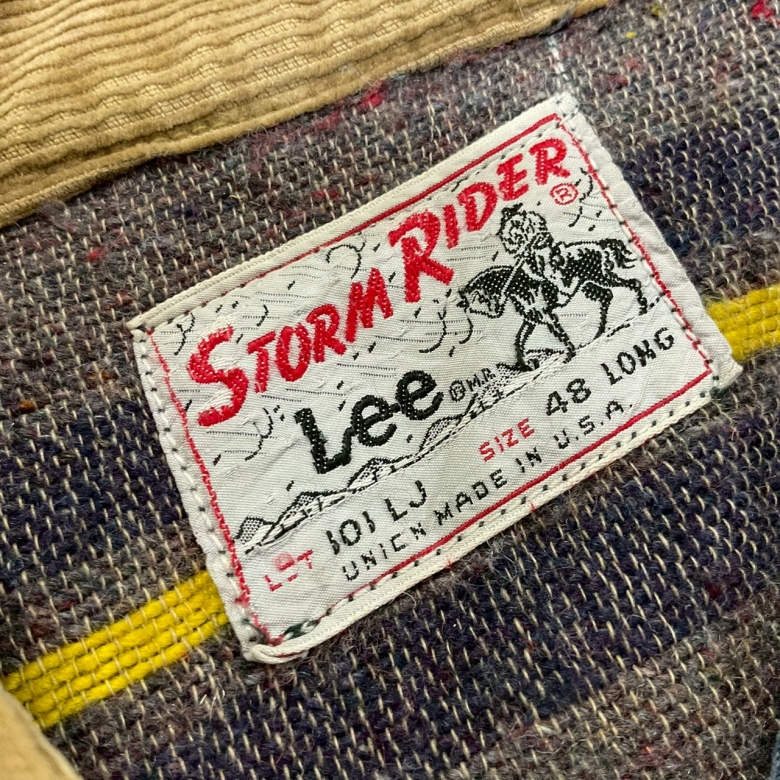 STORM RIDER ®
Lee ® M.R.
SIZE 48 LONG
LOT 101 LJ
UNION MADE IN U.S.A.